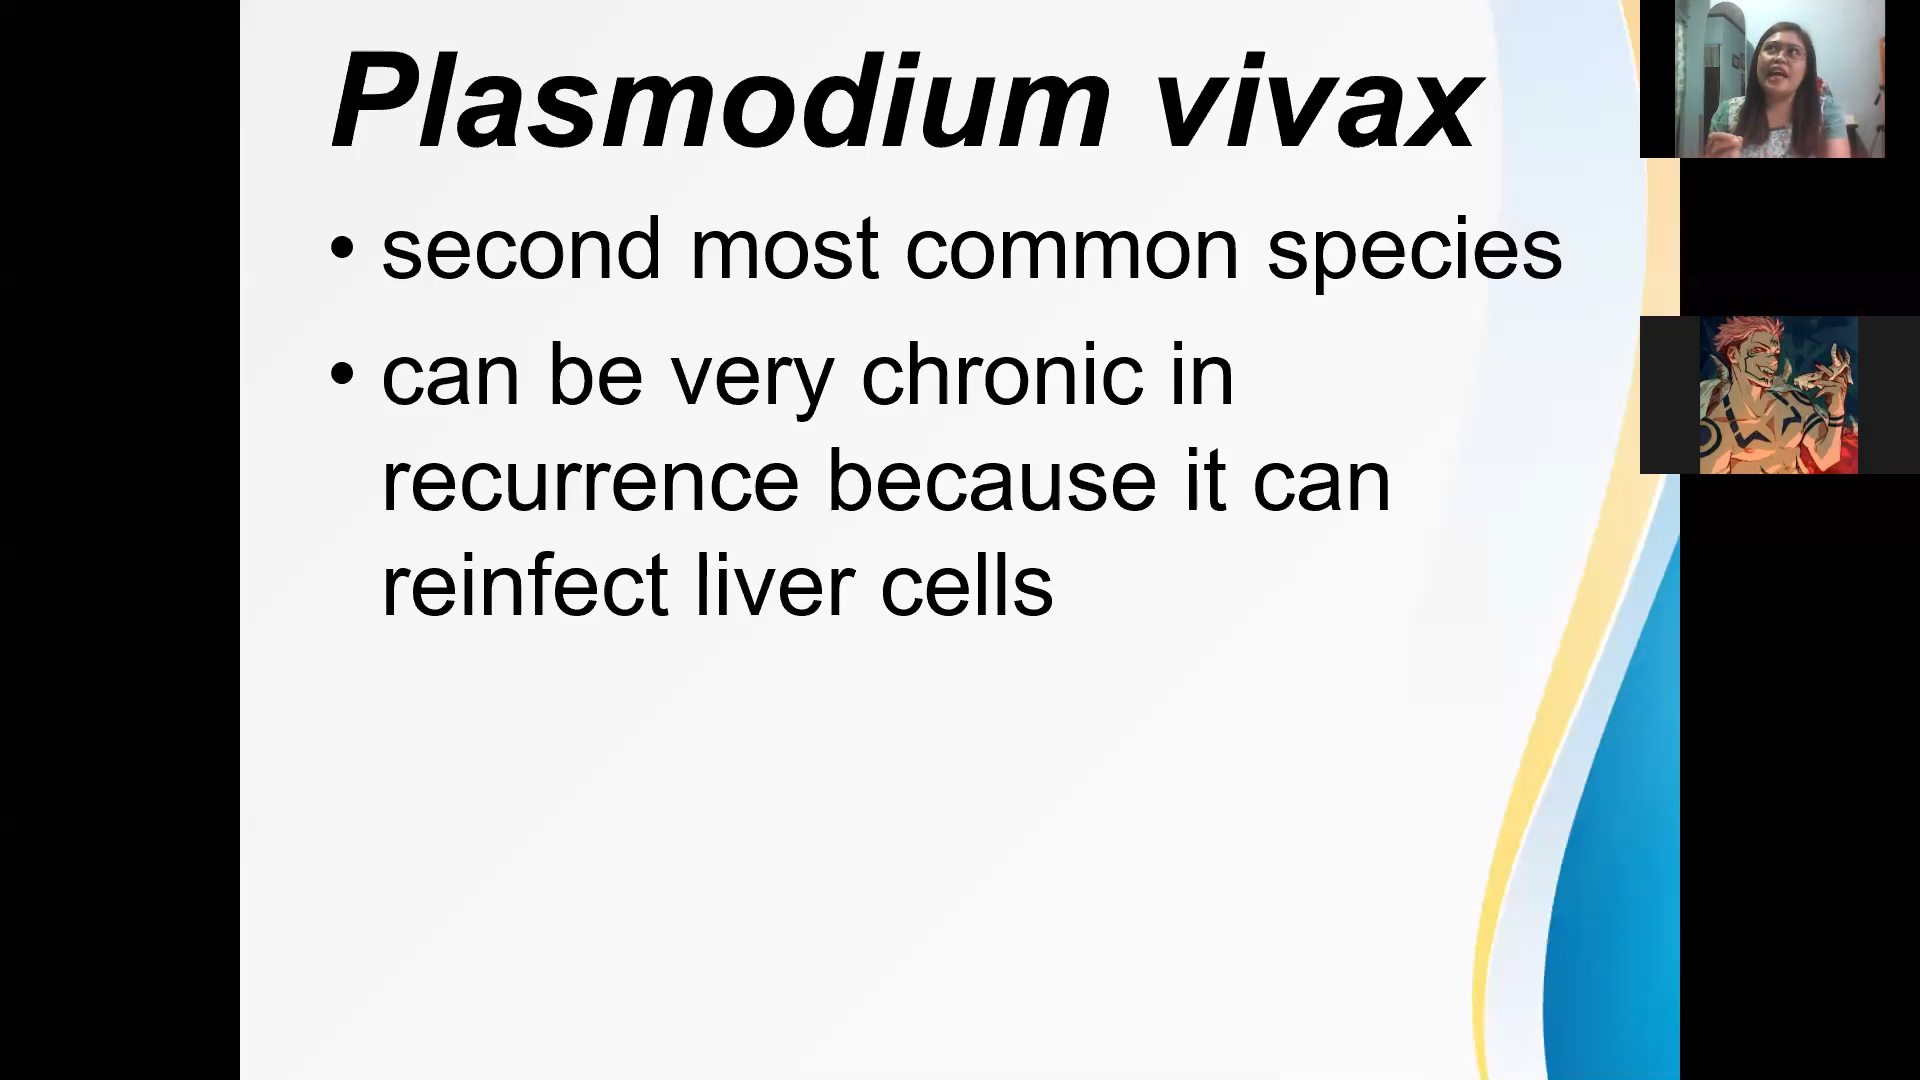 Plasmodium vivax
• second most common species
• can be very chronic in
recurrence because it can
reinfect liver cells